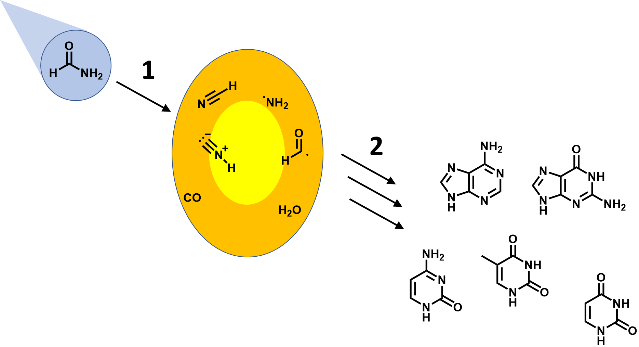 O
H NH2
1
N H
·NH2
−
N+
H
O
H ·
CO
H2O
2
NH2
N N
N N
H
O
N NH
N N NH2
H
NH2
N
N O
H
O
NH
N O
H
O
NH
N O
H